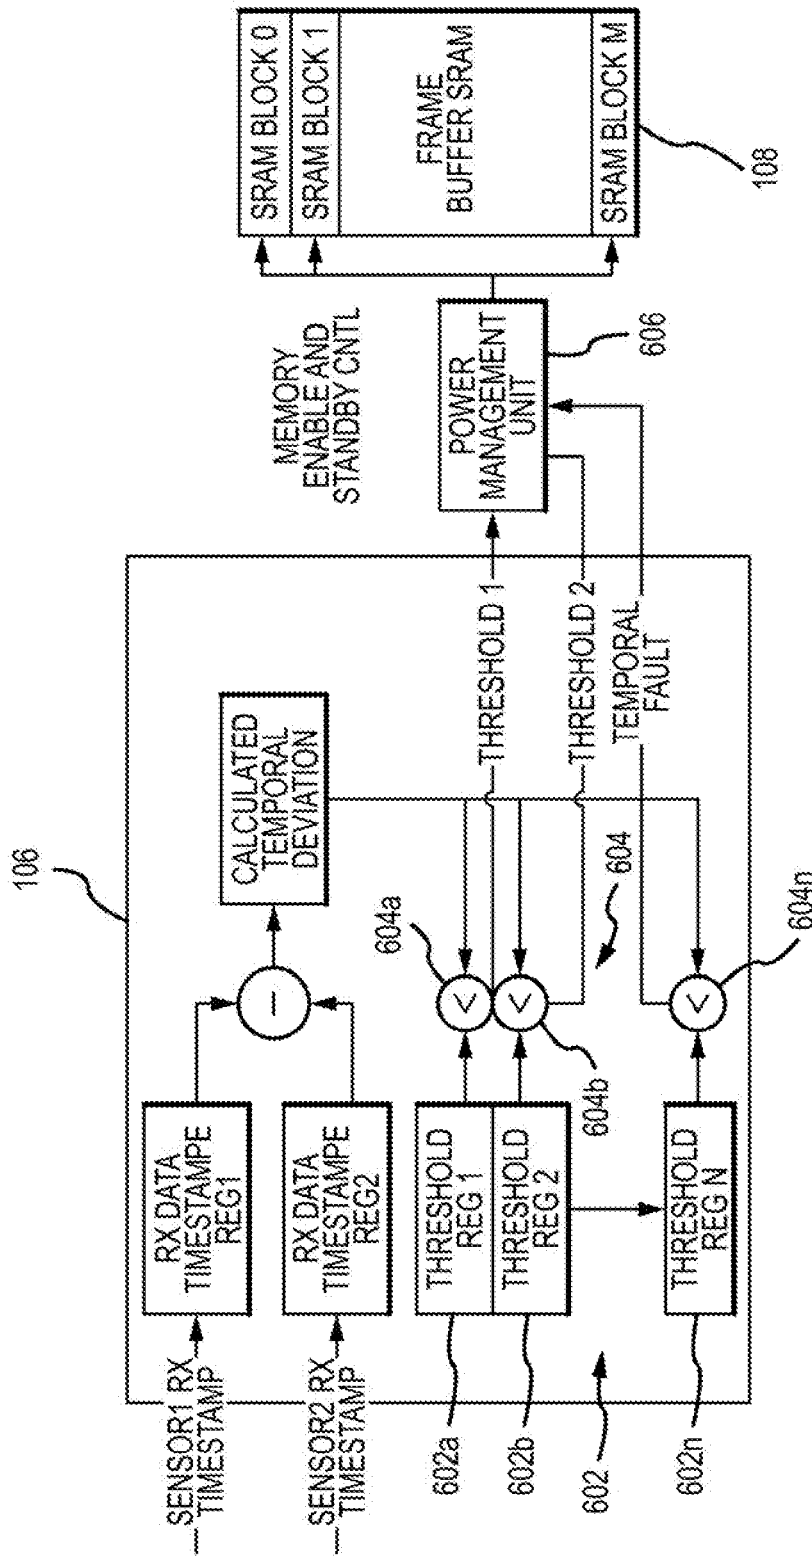 106
SENSOR1 RX
TIMESTAMP
SENSOR2 RX
TIMESTAMP
RX DATA
TIMESTAMPE
REG1
RX DATA
TIMESTAMPE
REG2
–
CALCULATED
TEMPORAL
DEVIATION
602a
602b
602
602n
THRESHOLD
REG 1
THRESHOLD
REG 2
THRESHOLD
REG N
604a
<
<
604b
604
<
604n
THRESHOLD 1
THRESHOLD 2
TEMPORAL
FAULT
MEMORY
ENABLE AND
STANDBY CNTL
POWER
MANAGEMENT
UNIT
606
SRAM BLOCK 0
SRAM BLOCK 1
FRAME
BUFFER SRAM
SRAM BLOCK M
108